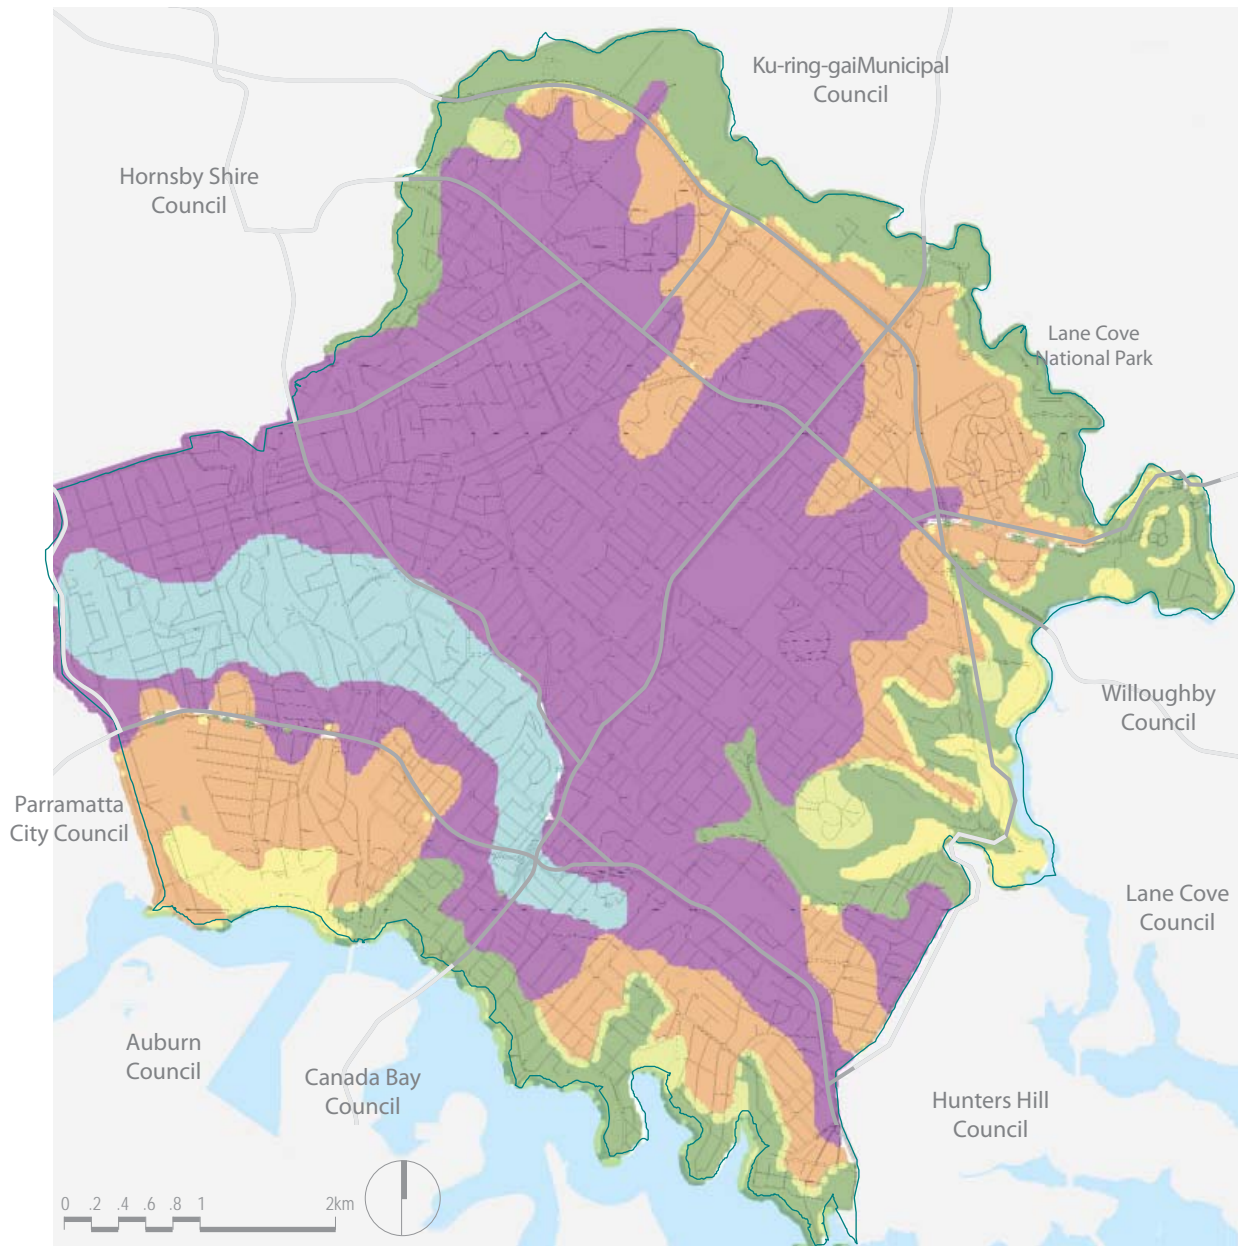 Ku-ring-gaiMunicipal
Council
Hornsby Shire
Council
Lane Cove
National Park
Willoughby
Council
Parramatta
City Council
Lane Cove
Council
Auburn
Council
Canada Bay
Council
Hunters Hill
Council
0 .2 .4 .6 .8 1 2km